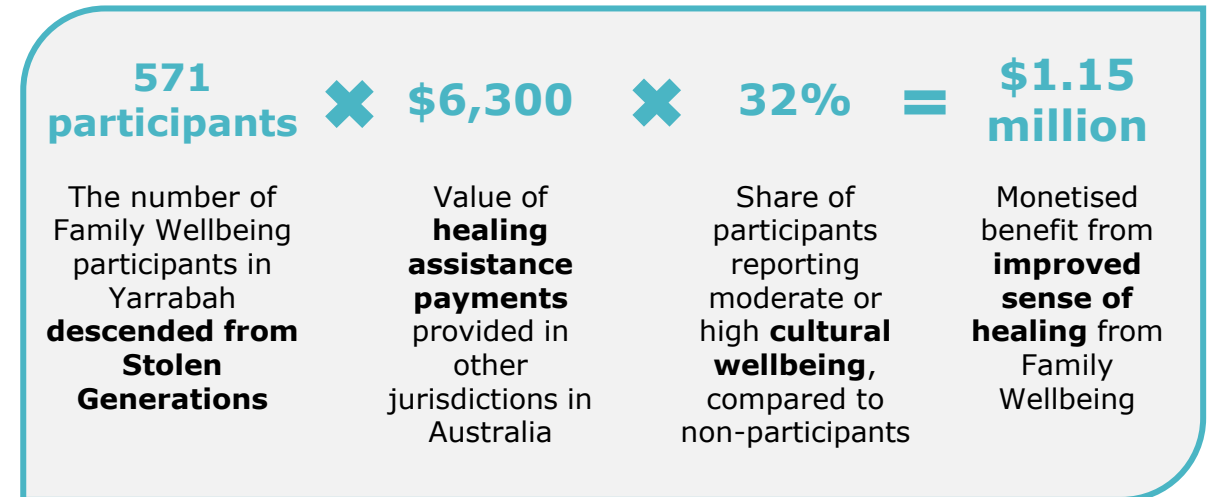 571
participants
✖
$6,300
✖
32%
=
$1.15
million
The number of
Family Wellbeing
participants in
Yarrabah
descended from
Stolen
Generations
Value of
healing
assistance
payments
provided in
other
jurisdictions in
Australia
Share of
participants
reporting
moderate or
high cultural
wellbeing,
compared to
non-participants
Monetised
benefit from
improved
sense of
healing from
Family
Wellbeing